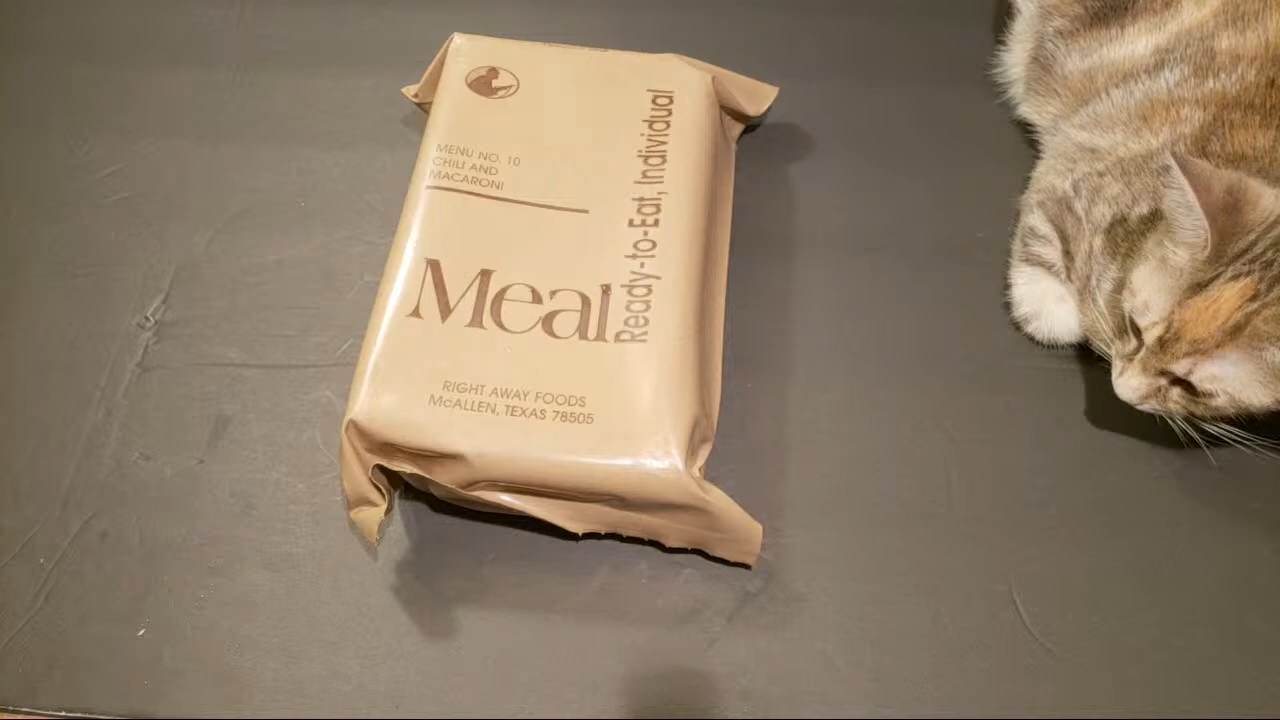 MENU NO. 10
CHILI AND
MACARONI
Meal
Ready-to-Eat, Individual
RIGHT AWAY FOODS
McALLEN, TEXAS 78505